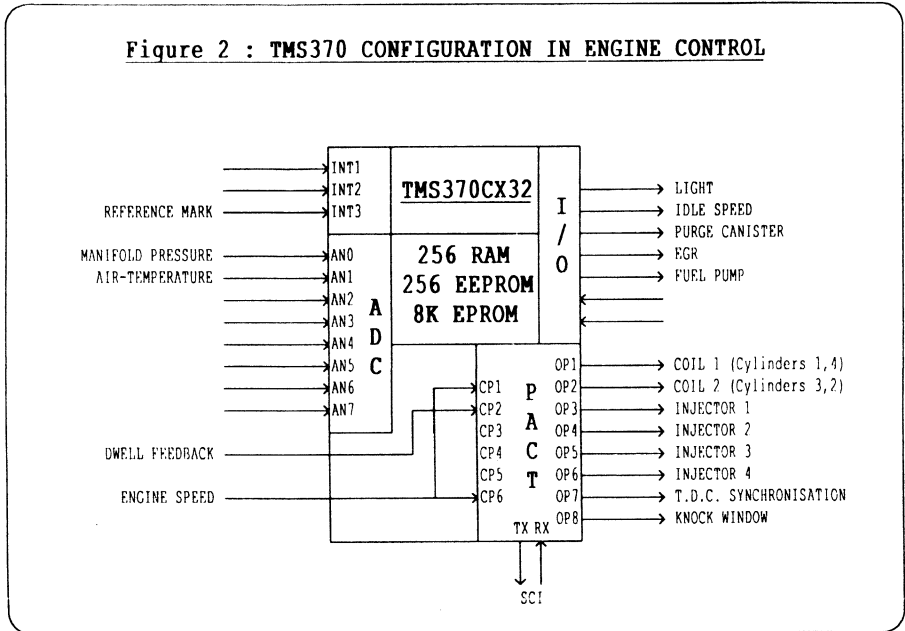 Figure 2 : TMS370 CONFIGURATION IN ENGINE CONTROL
INT1
INT2
REFERENCE MARK INT3
TMS370CX32
I/O
LIGHT
IDLE SPEED
PURGE CANISTER
EGR
FUEL PUMP
MANIFOLD PRESSURE AN0
AIR-TEMPERATURE AN1
AN2
AN3
AN4
AN5
AN6
AN7
ADC
256 RAM
256 EEPROM
8K EPROM
DWELL FEEDBACK
ENGINE SPEED
CP1
CP2
CP3
CP4
CP5
CP6
PACT
OP1 COIL 1 (Cylinders 1,4)
OP2 COIL 2 (Cylinders 3,2)
OP3 INJECTOR 1
OP4 INJECTOR 2
OP5 INJECTOR 3
OP6 INJECTOR 4
OP7 T.D.C. SYNCHRONISATION
OP8 KNOCK WINDOW
TX RX
SCI